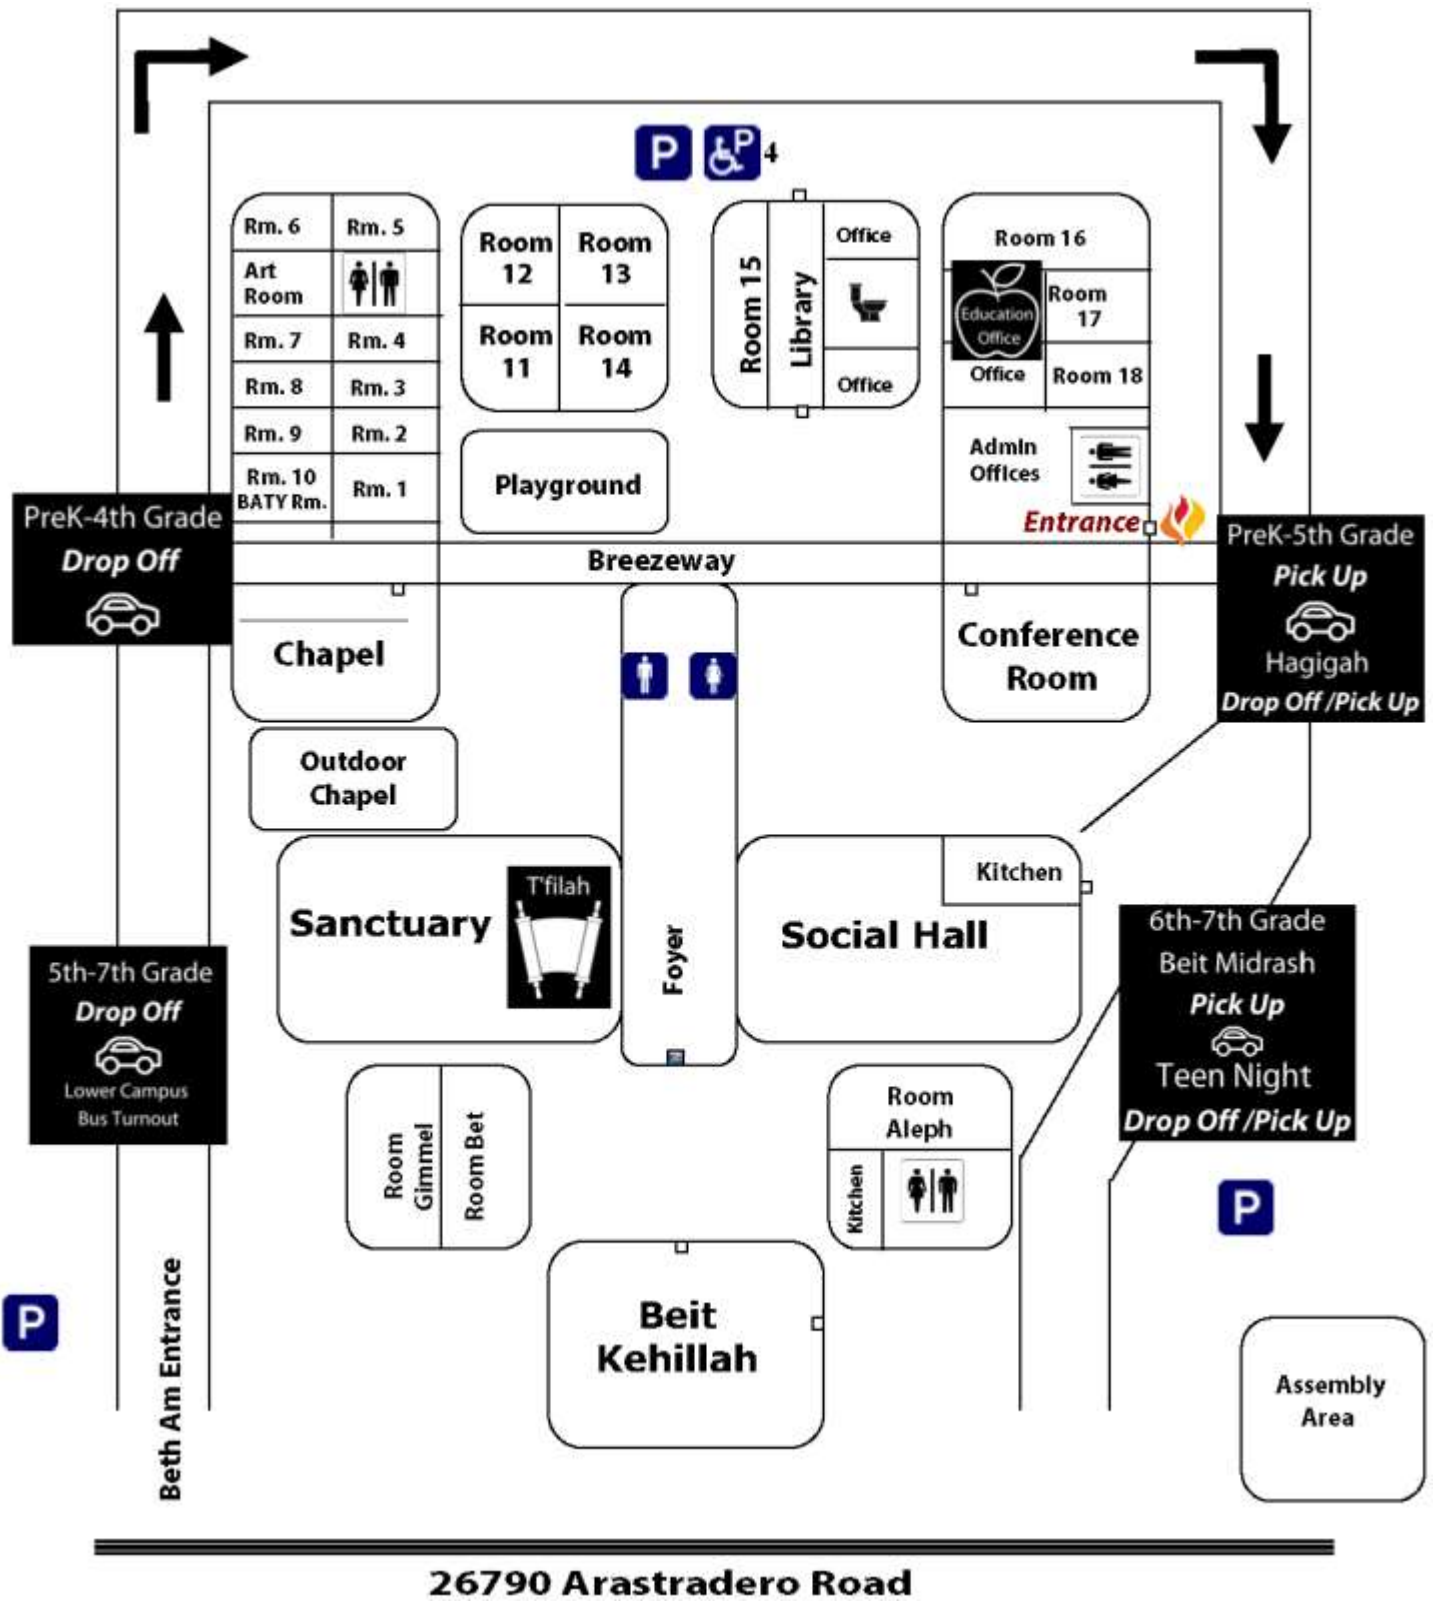 P
P
4
Rm. 6
Rm. 5
Art
Room
Rm. 7
Rm. 4
Rm. 8
Rm. 3
Rm. 9
Rm. 2
Rm. 10
BATY Rm.
Rm. 1
Room
12
Room
13
Room
11
Room
14
Playground
Room 15
Library
Office
Office
Room 16
Education
Office
Room
17
Office
Room 18
Admin
Offices
Entrance
PreK-4th Grade
Drop Off
PreK-5th Grade
Pick Up
Hagigah
Drop Off /Pick Up
Breezeway
Chapel
Conference
Room
Outdoor
Chapel
Sanctuary
T'filah
Foyer
Social Hall
Kitchen
5th-7th Grade
Drop Off
Lower Campus
Bus Turnout
6th-7th Grade
Beit Midrash
Pick Up
Teen Night
Drop Off /Pick Up
Room
Gimmel
Room Bet
Room
Aleph
Kitchen
P
P
Beth Am Entrance
Beit
Kehillah
Assembly
Area
26790 Arastradero Road